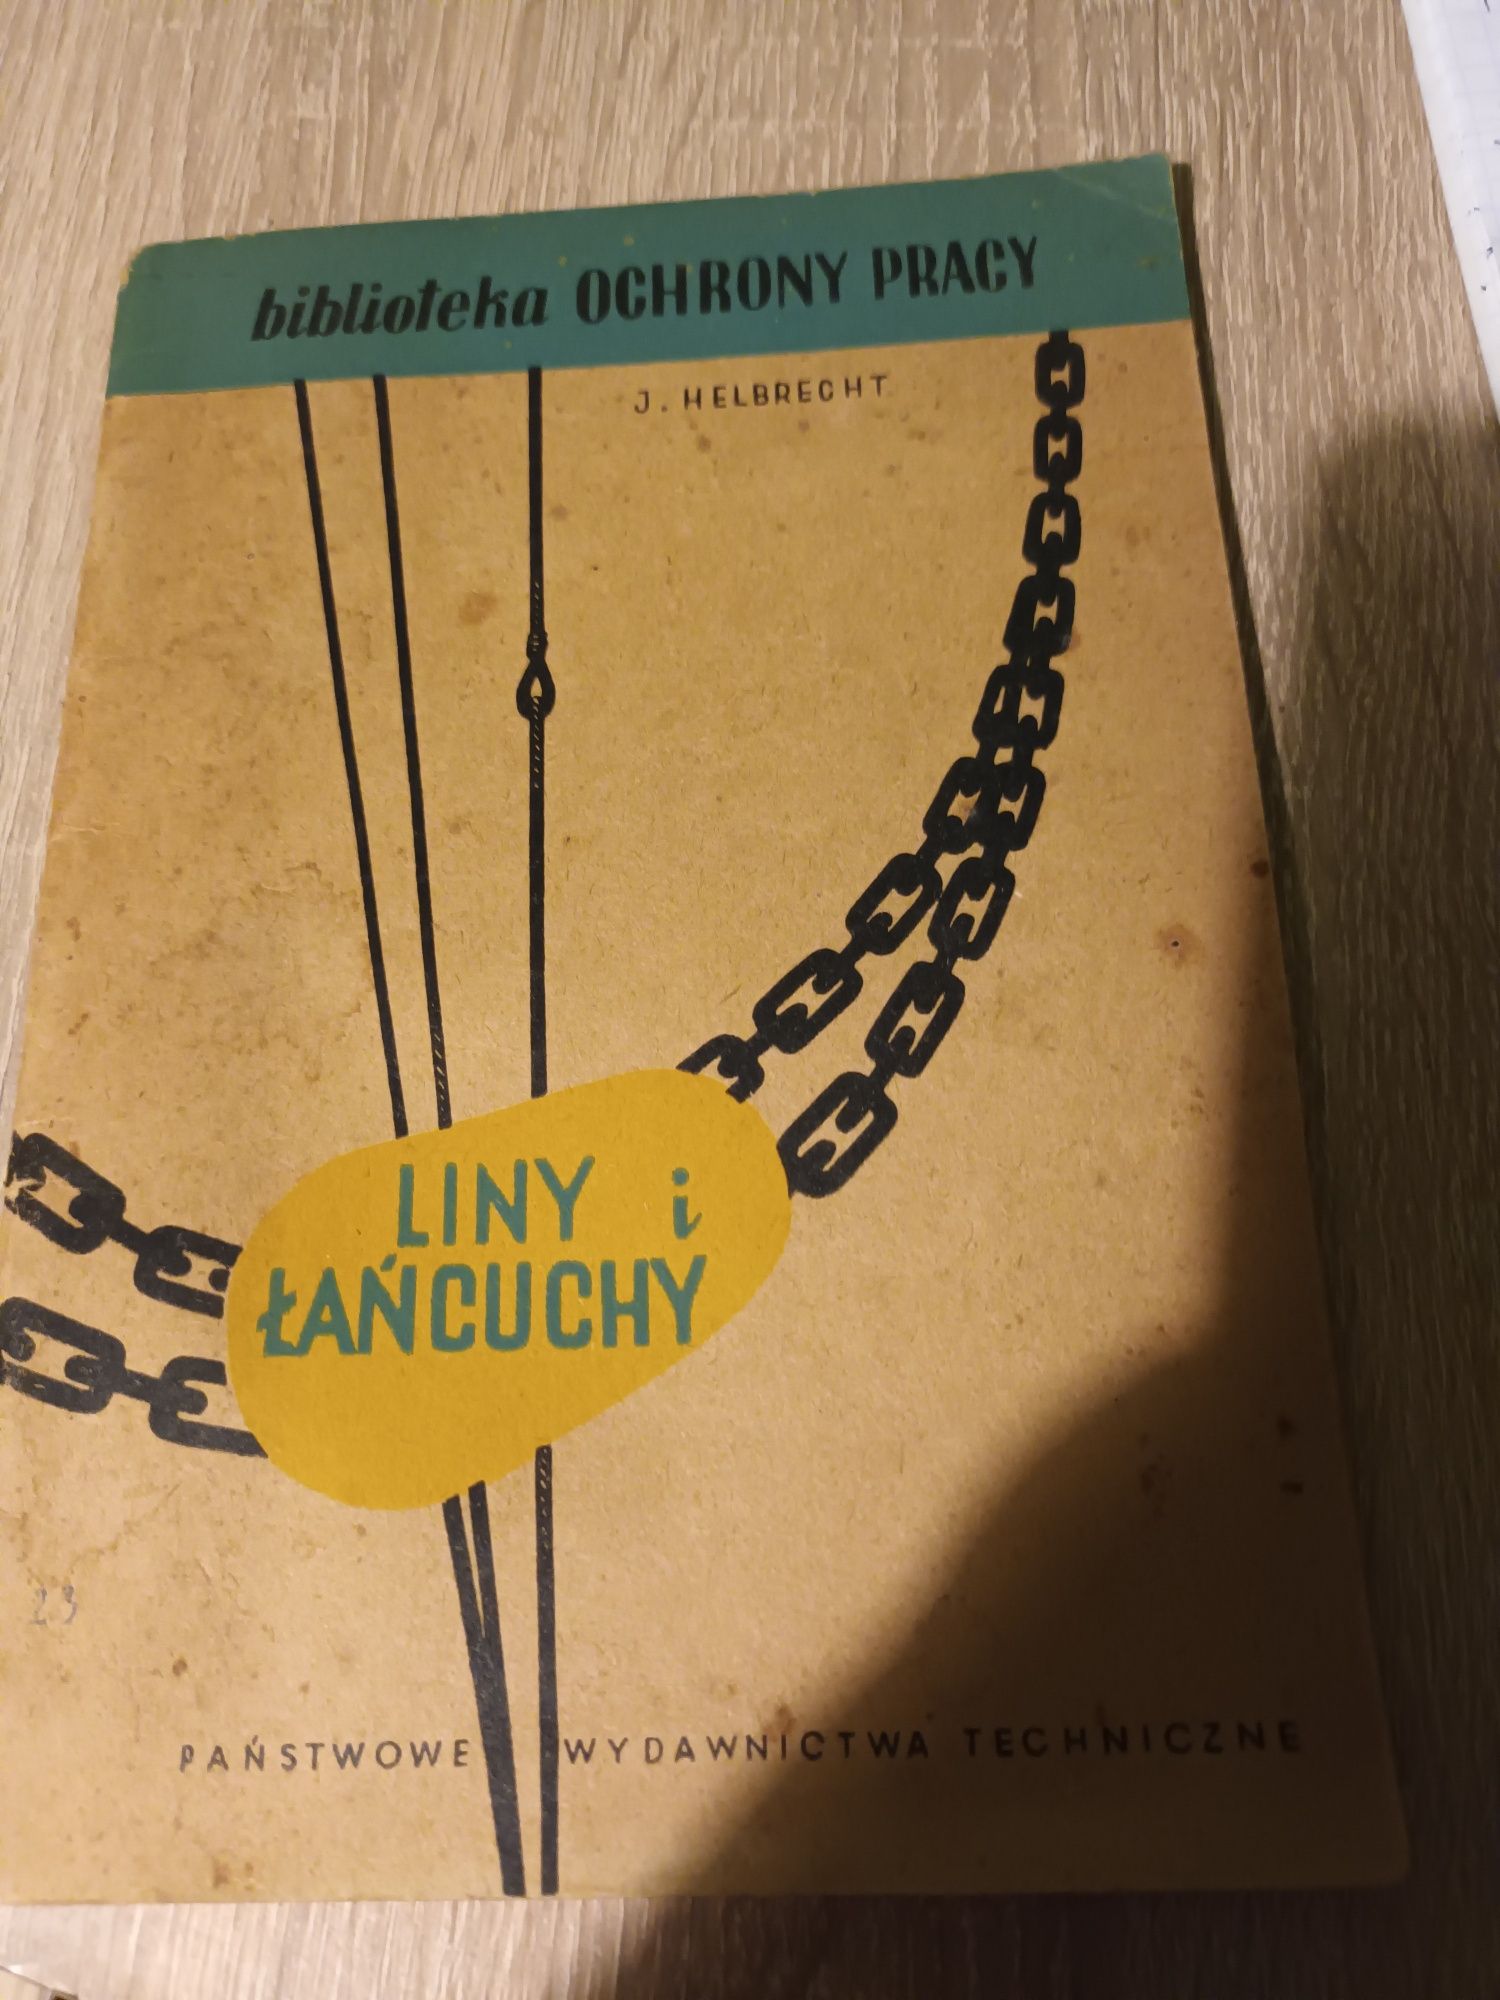 biblioteka OCHRONY PRACY
J. HELBRECHT
LINY i
ŁAŃCUCHY
23
PAŃSTWOWE WYDAWNICTWA TECHNICZNE